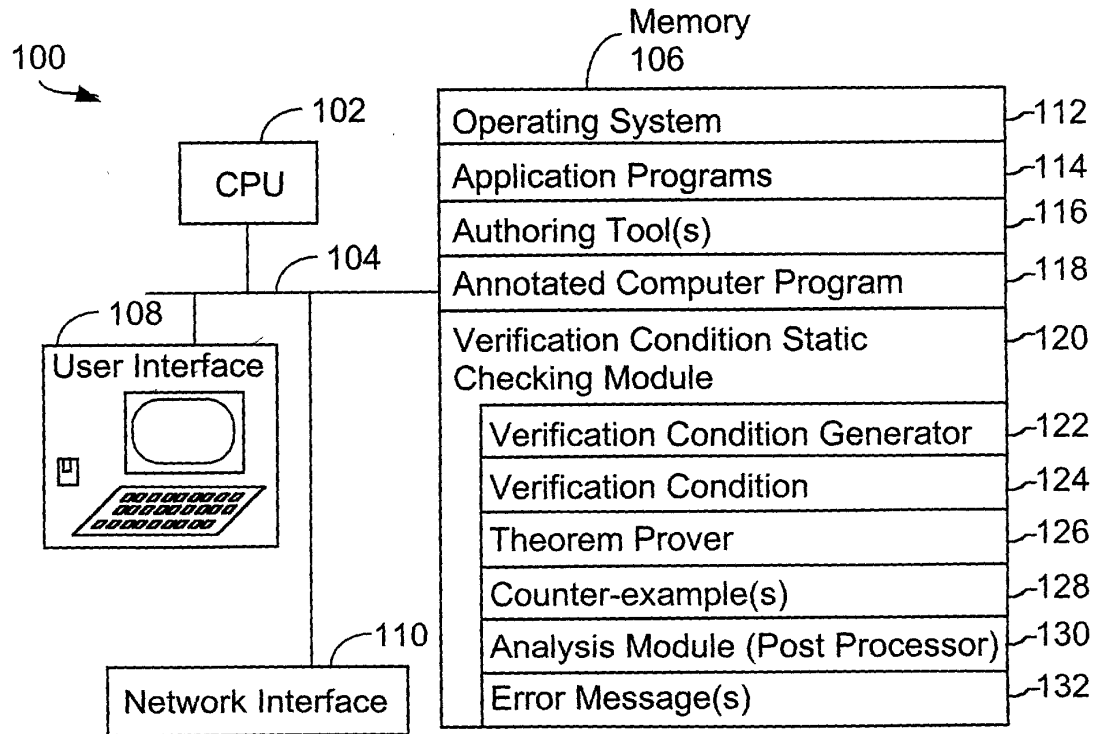 Memory
106
100
102
CPU
104
108
User Interface
110
Network Interface
Operating System
112
Application Programs
114
Authoring Tool(s)
116
Annotated Computer Program
118
Verification Condition Static
Checking Module
120
Verification Condition Generator
122
Verification Condition
124
Theorem Prover
126
Counter-example(s)
128
Analysis Module (Post Processor)
130
Error Message(s)
132